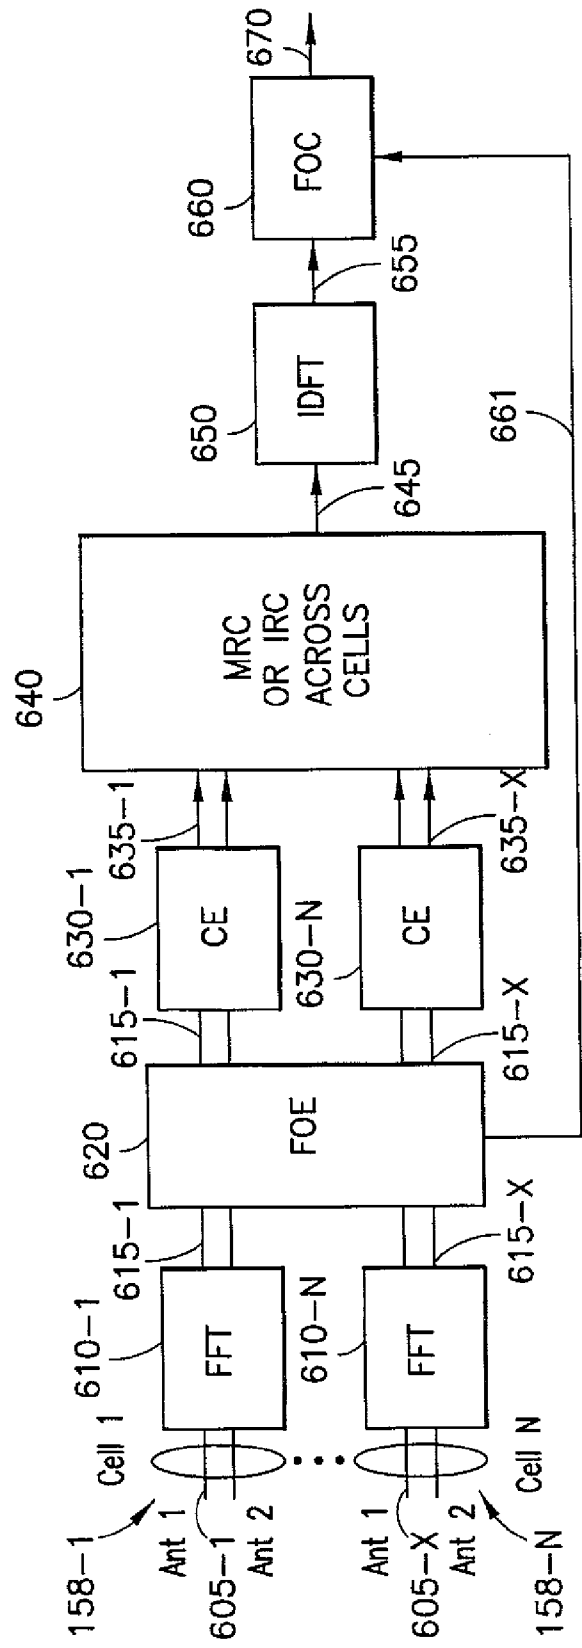 158-1
Cell 1
Ant 1
605-1
Ant 2
610-1
FFT
615-1
620
FOE
615-1
630-1
CE
635-1
640
MRC
OR IRC
ACROSS
CELLS
645
650
IDFT
655
660
FOC
670
661
Ant 1
605-X
Ant 2
158-N
Cell N
610-N
FFT
615-X
615-X
630-N
CE
635-X